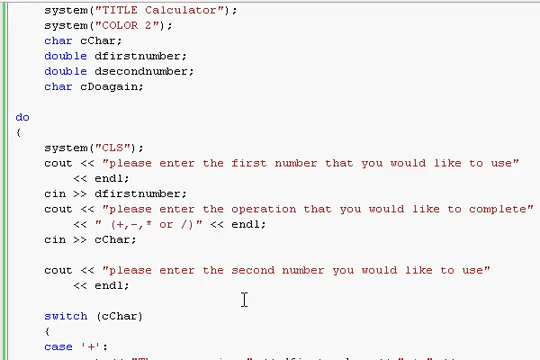 system("TITLE Calculator");
system("COLOR 2");
char cChar;
double dfirstnumber;
double dsecondnumber;
char cDoagain;
do
{
system("CLS");
cout << "please enter the first number that you would like to use"
<< endl;
cin >> dfirstnumber;
cout << "please enter the operation that you would like to complete"
<< " (+,-,* or /)" << endl;
cin >> cChar;
cout << "please enter the second number you would like to use"
<< endl;
switch (cChar)
{
case '+':